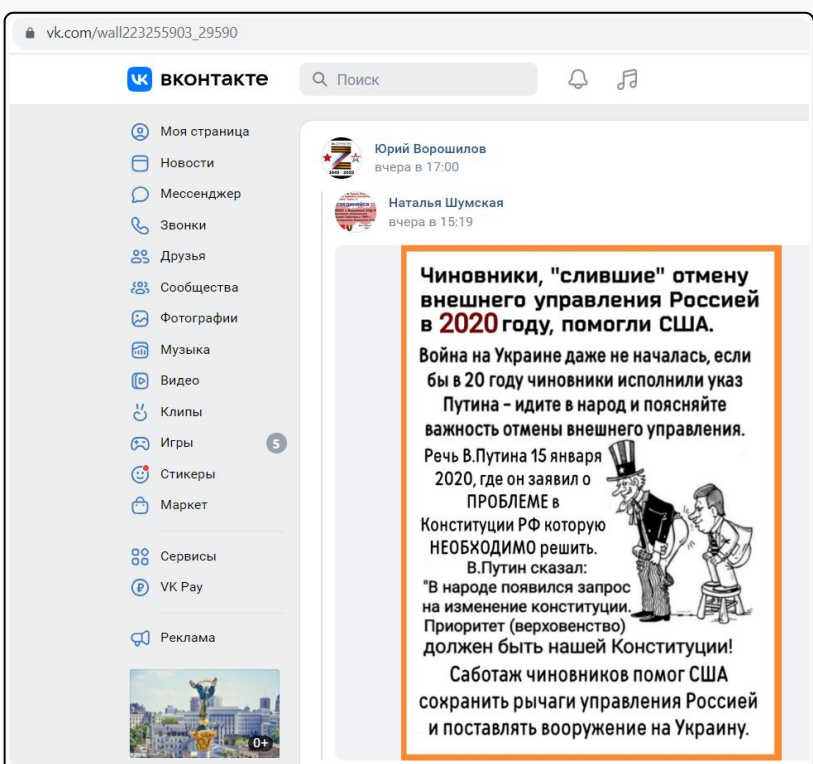 vk.com/wall223255903_29590
вконтакте
Поиск
Моя страница
Новости
Мессенджер
Звонки
Друзья
Сообщества
Фотографии
Музыка
Видео
Клипы
Игры
5
Стикеры
Маркет
Сервисы
VK Pay
Реклама
0+
Юрий Ворошилов
вчера в 17:00
Наталья Шумская
вчера в 15:19
Чиновники, "слившие" отмену
внешнего управления Россией
в 2020 году, помогли США.
Война на Украине даже не началась, если
бы в 20 году чиновники исполнили указ
Путина – идите в народ и поясняйте
важность отмены внешнего управления.
Речь В.Путина 15 января
2020, где он заявил о
ПРОБЛЕМЕ в
Конституции РФ которую
НЕОБХОДИМО решить.
В.Путин сказал:
"В народе появился запрос
на изменение конституции.
Приоритет (верховенство)
должен быть нашей Конституции!
Саботаж чиновников помог США
сохранить рычаги управления Россией
и поставлять вооружение на Украину.